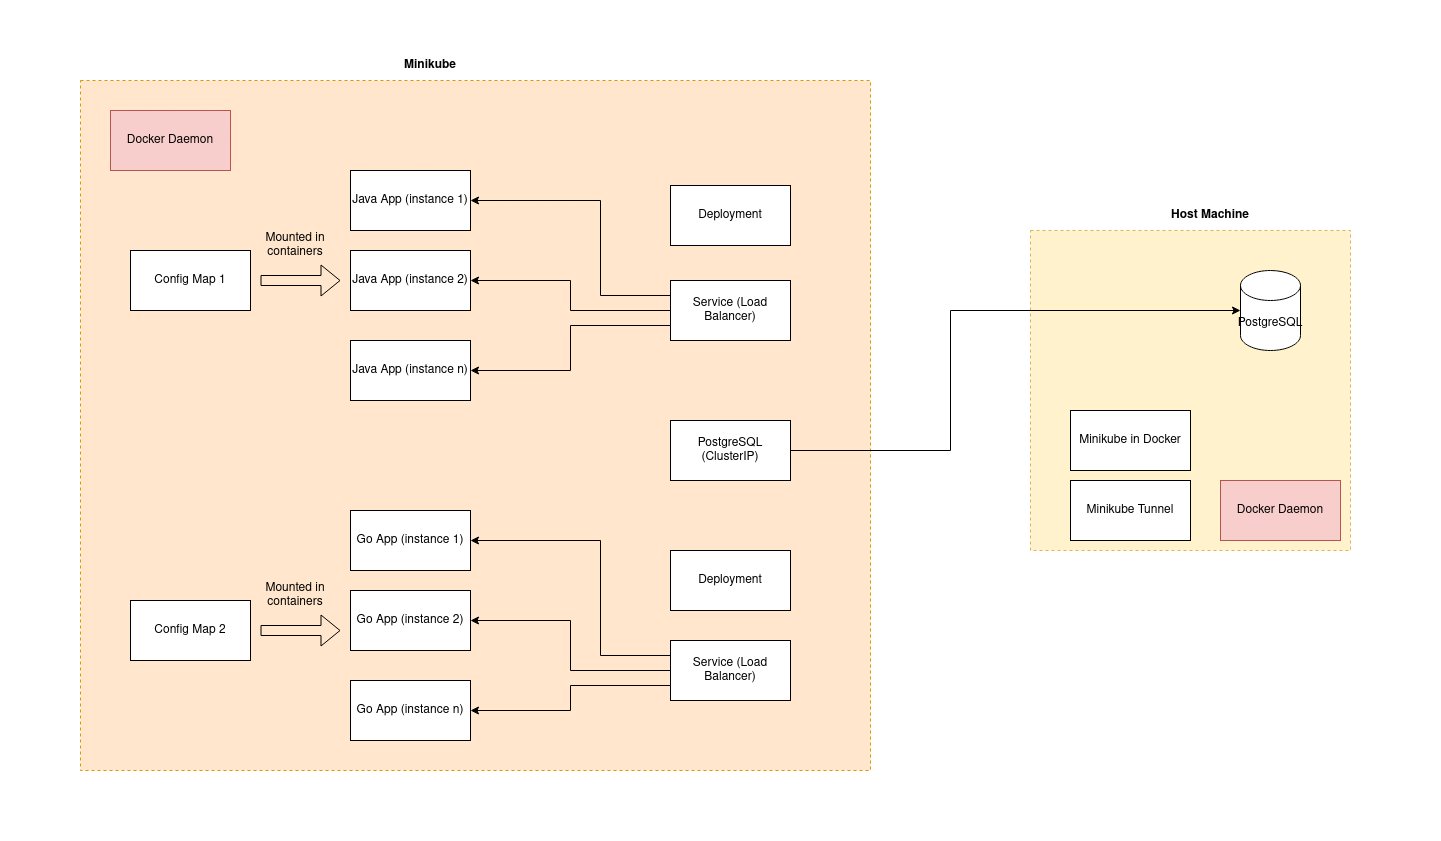 Minikube
Docker Daemon
Java App (instance 1)
Deployment
Host Machine
Mounted in
containers
Config Map 1
Java App (instance 2)
Service (Load
Balancer)
PostgreSQL
Java App (instance n)
PostgreSQL
(ClusterIP)
Minikube in Docker
Minikube Tunnel
Docker Daemon
Go App (instance 1)
Deployment
Mounted in
containers
Config Map 2
Go App (instance 2)
Service (Load
Balancer)
Go App (instance n)